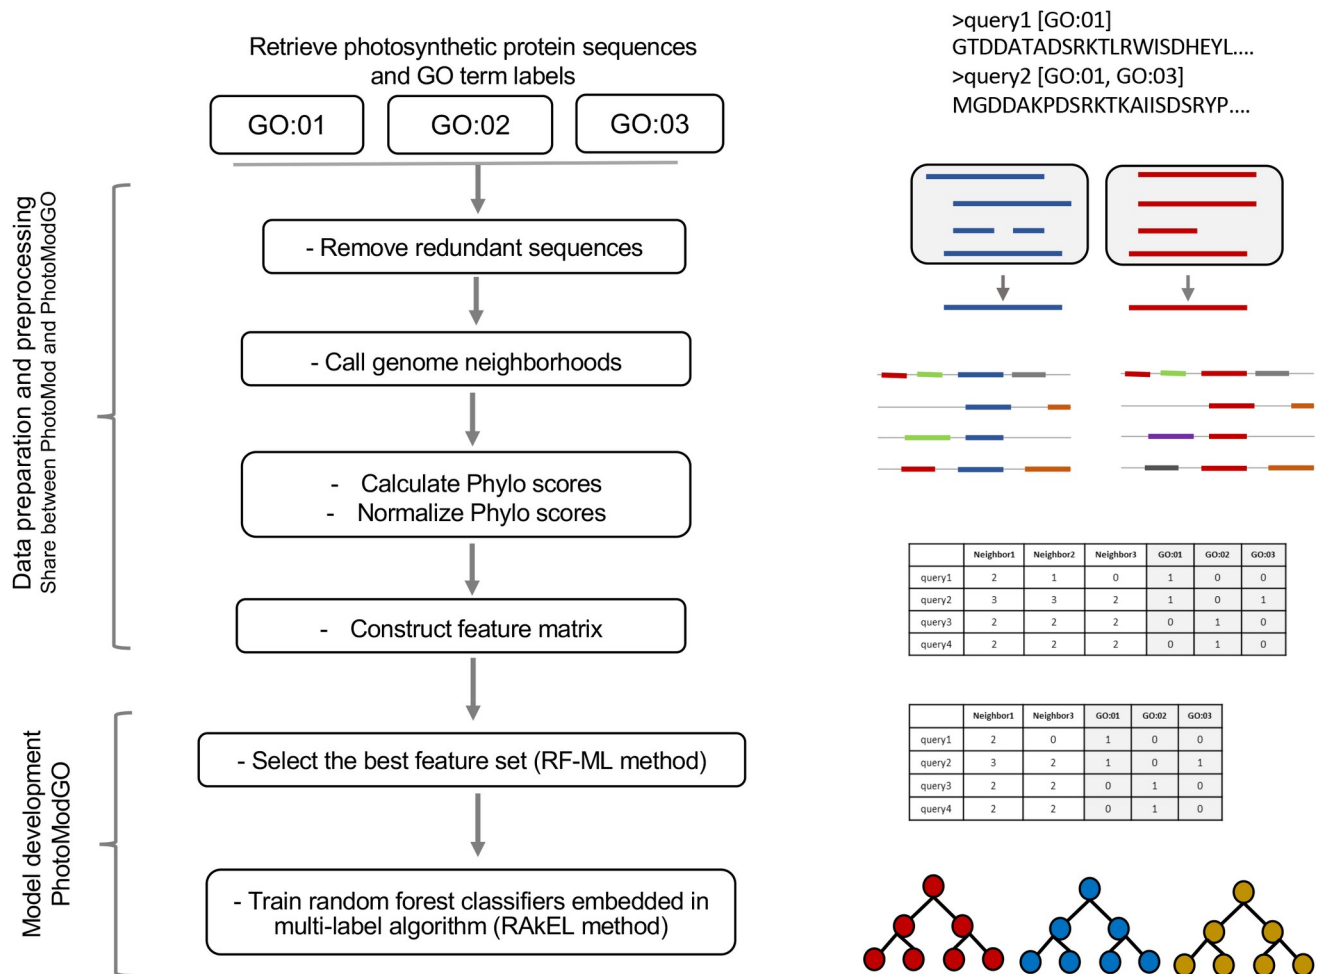 Retrieve photosynthetic protein sequences
and GO term labels
GO:01 GO:02 GO:03
>query1 [GO:01]
GTDDATADSRKTLRWISDHEYL....
>query2 [GO:01, GO:03]
MGDDAKPDSRKTKAIISDSRYP....
Data preparation and preprocessing
Share between PhotoMod and PhotoModGO
- Remove redundant sequences
- Call genome neighborhoods
- Calculate Phylo scores
- Normalize Phylo scores
- Construct feature matrix
Neighbor1 Neighbor2 Neighbor3 GO:01 GO:02 GO:03
query1 2 1 0 1 0 0
query2 3 3 2 1 0 1
query3 2 2 2 0 1 0
query4 2 2 2 0 1 0
Model development
PhotoModGO
- Select the best feature set (RF-ML method)
Neighbor1 Neighbor3 GO:01 GO:02 GO:03
query1 2 0 1 0 0
query2 3 2 1 0 1
query3 2 2 0 1 0
query4 2 2 0 1 0
- Train random forest classifiers embedded in
multi-label algorithm (RAkEL method)